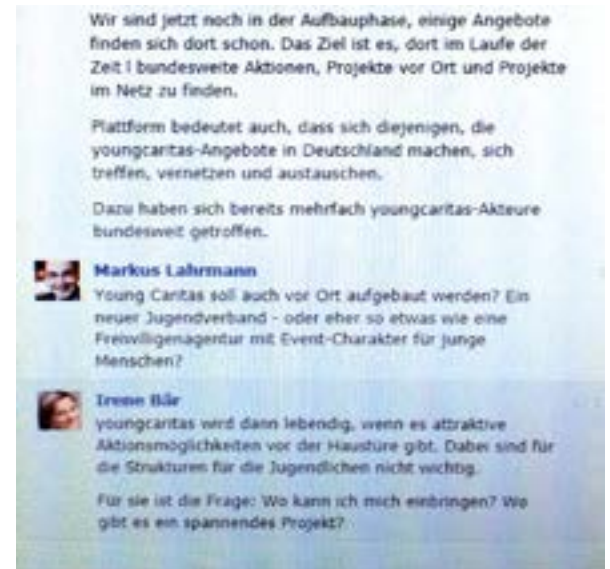 Wir sind jetzt noch in der Aufbauphase, einige Angebote
finden sich dort schon. Das Ziel ist es, dort im Laufe der
Zeit l bundesweite Aktionen, Projekte vor Ort und Projekte
im Netz zu finden.
Plattform bedeutet auch, dass sich diejenigen, die
youngcaritas-Angebote in Deutschland machen, sich
treffen, vernetzen und austauschen.
Dazu haben sich bereits mehrfach youngcaritas-Akteure
bundesweit getroffen.
Markus Lahrmann
Young Caritas soll auch vor Ort aufgebaut werden? Ein
neuer Jugendverband - oder eher so etwas wie eine
Freiwilligenagentur mit Event-Charakter für junge
Menschen?
Irene Bär
youngcaritas wird dann lebendig, wenn es attraktive
Aktionsmöglichkeiten vor der Haustüre gibt. Dabei sind für
die Strukturen für die Jugendlichen nicht wichtig.
Für sie ist die Frage: Wo kann ich mich einbringen? Wo
gibt es ein spannendes Projekt?